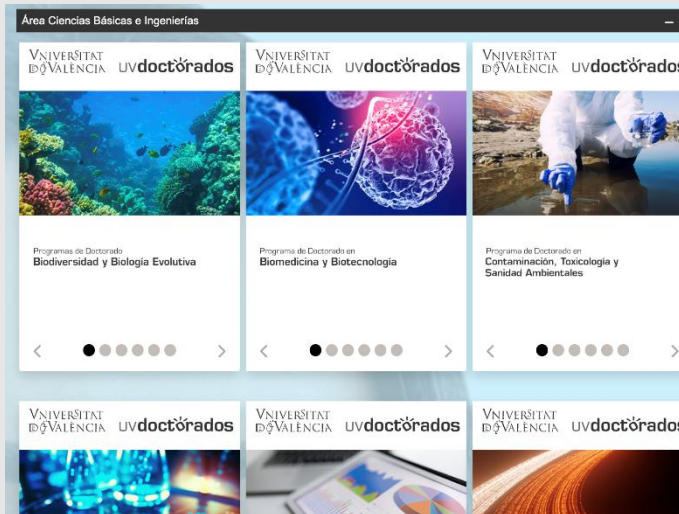 Área Ciencias Básicas e Ingenierías
VNIVERSITAT
DE VALÈNCIA
UVdoctorados
VNIVERSITAT
DE VALÈNCIA
UVdoctorados
VNIVERSITAT
DE VALÈNCIA
UVdoctorados
Programas de Doctorado
Biodiversidad y Biología Evolutiva
Programa de Doctorado en
Biomedicina y Biotecnología
Programa de Doctorado en
Contaminación, Toxicología y
Sanidad Ambientales
VNIVERSITAT
DE VALÈNCIA
UVdoctorados
VNIVERSITAT
DE VALÈNCIA
UVdoctorados
VNIVERSITAT
DE VALÈNCIA
UVdoctorados